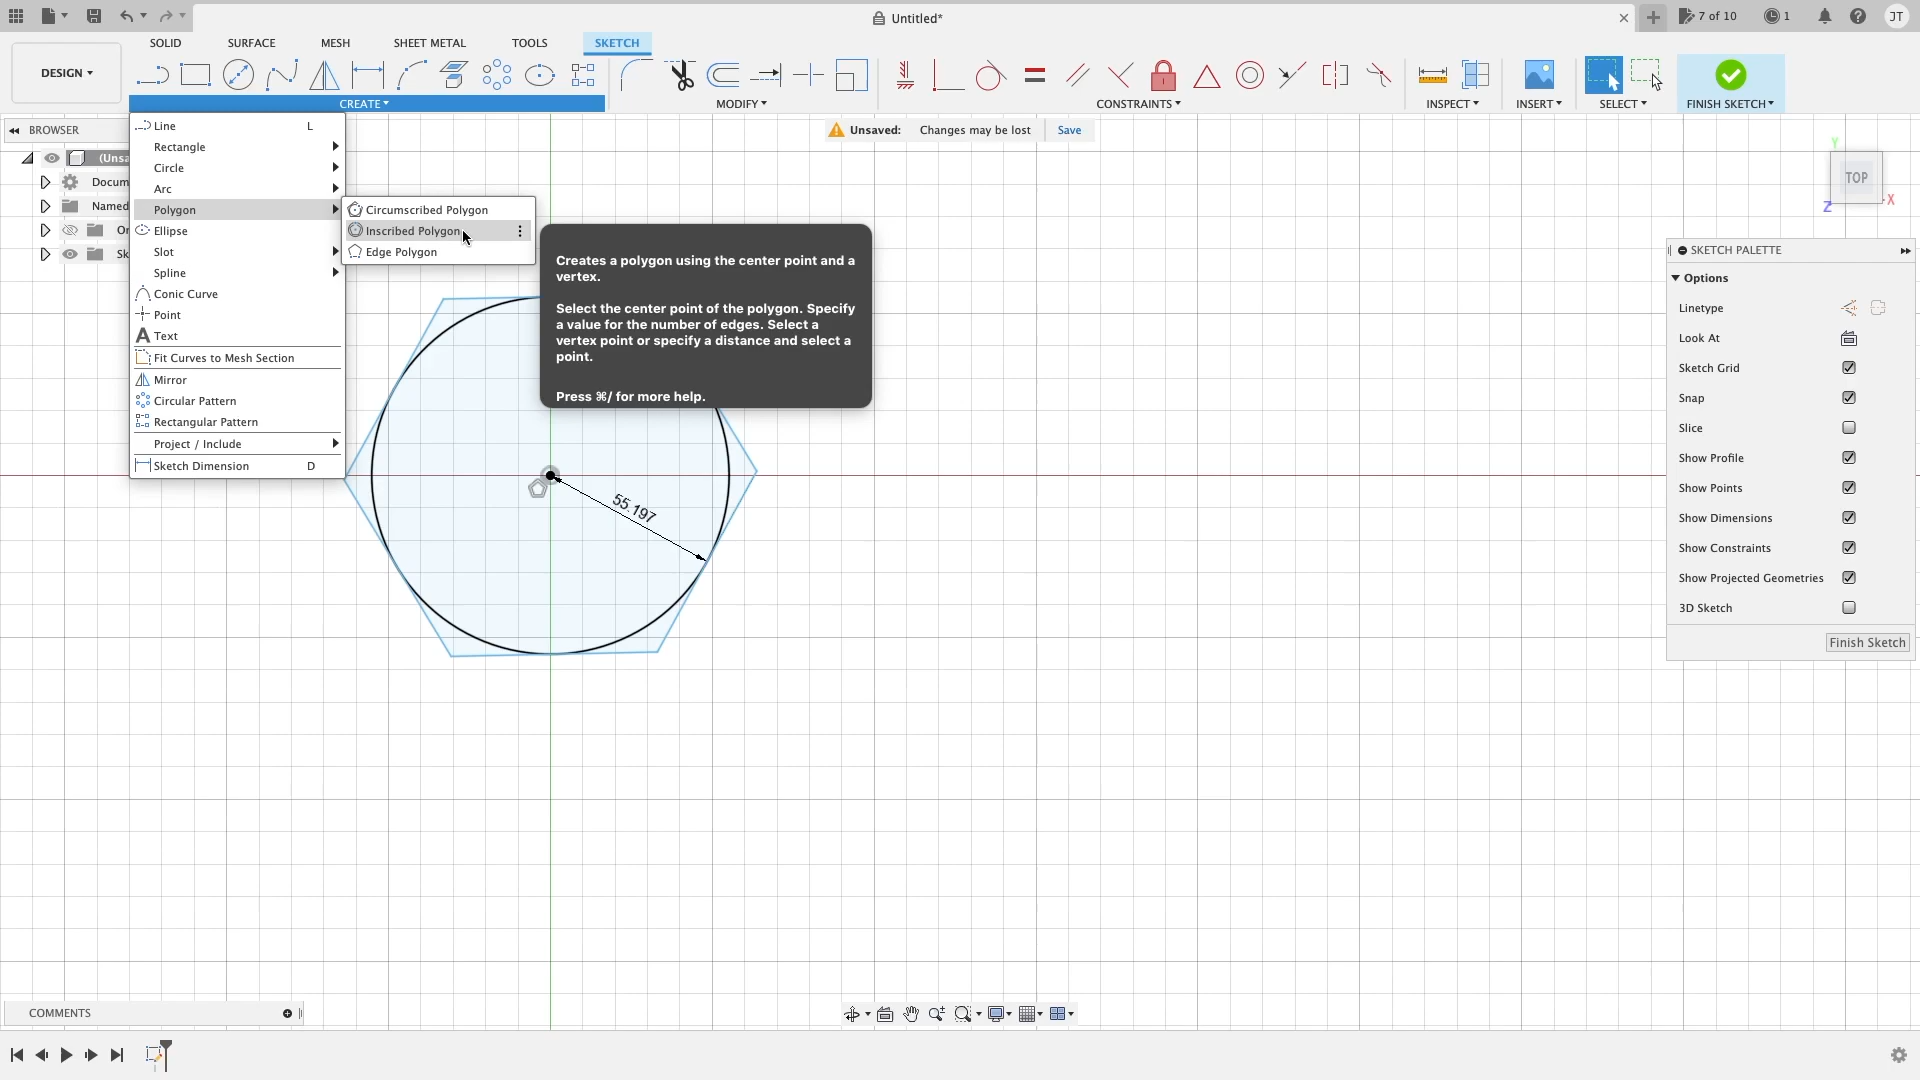 Untitled*
7 of 10
1
JT
DESIGN
SOLID
SURFACE
MESH
SHEET METAL
TOOLS
SKETCH
CREATE
MODIFY
CONSTRAINTS
INSPECT
INSERT
SELECT
FINISH SKETCH
BROWSER
(Unsa
Docum
Named
Or
Sk
Unsaved: Changes may be lost
Save
Line L
Rectangle
Circle
Arc
Polygon
Ellipse
Slot
Spline
Conic Curve
Point
Text
Fit Curves to Mesh Section
Mirror
Circular Pattern
Rectangular Pattern
Project / Include
Sketch Dimension D
Circumscribed Polygon
Inscribed Polygon
Edge Polygon
Creates a polygon using the center point and a
vertex.
Select the center point of the polygon. Specify
a value for the number of edges. Select a
vertex point or specify a distance and select a
point.
Press ⌘/ for more help.
55.197
Y
TOP
Z
X
SKETCH PALETTE
Options
Linetype
Look At
Sketch Grid
Snap
Slice
Show Profile
Show Points
Show Dimensions
Show Constraints
Show Projected Geometries
3D Sketch
Finish Sketch
COMMENTS